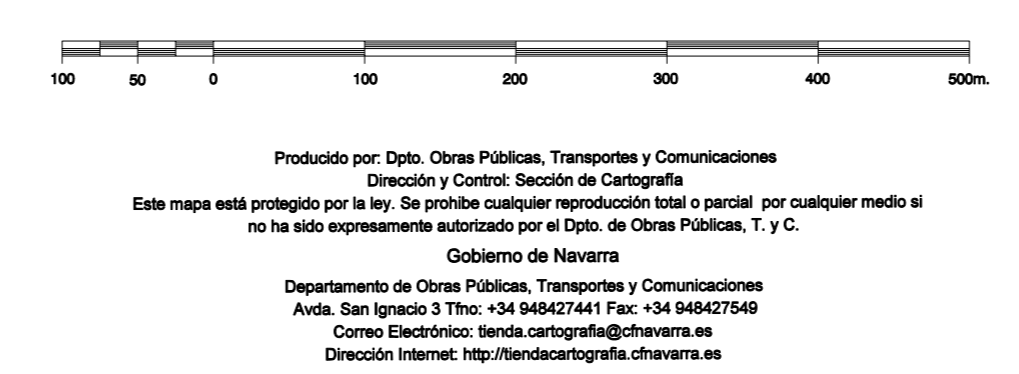 100 50 0 100 200 300 400 500m.
Producido por: Dpto. Obras Públicas, Transportes y Comunicaciones
Dirección y Control: Sección de Cartografía
Este mapa está protegido por la ley. Se prohibe cualquier reproducción total o parcial por cualquier medio si
no ha sido expresamente autorizado por el Dpto. de Obras Públicas, T. y C.
Gobierno de Navarra
Departamento de Obras Públicas, Transportes y Comunicaciones
Avda. San Ignacio 3 Tfno: +34 948427441 Fax: +34 948427549
Correo Electrónico: tienda.cartografia@cfnavarra.es
Dirección Internet: http://tiendacartografia.cfnavarra.es